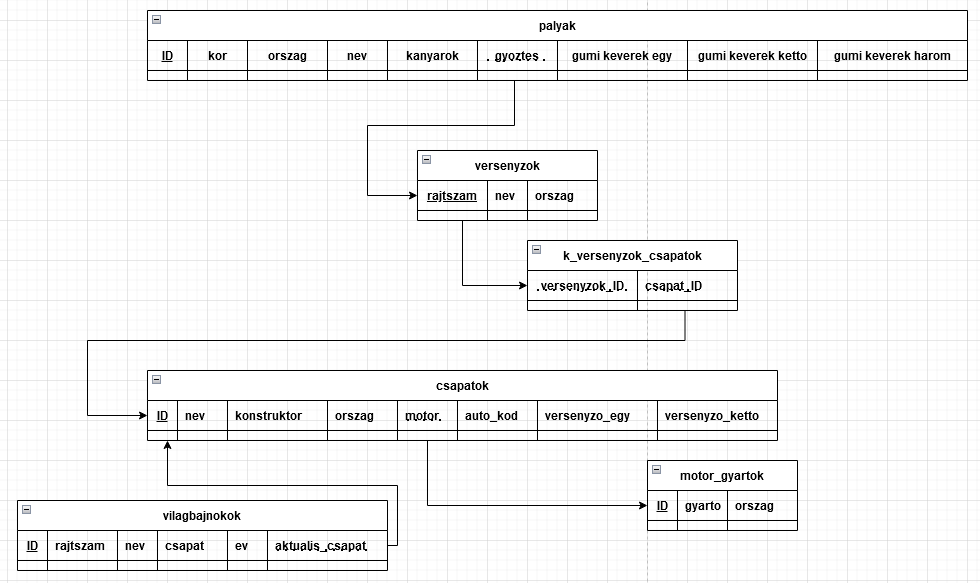 palyak
ID kor orszag nev kanyarok gyoztes gumi keverek egy gumi keverek ketto gumi keverek harom
versenyzok
rajtszam nev orszag
k_versenyzok_csapatok
versenyzok_ID csapat_ID
csapatok
ID nev konstruktor orszag motor auto_kod versenyzo_egy versenyzo_ketto
motor_gyartok
ID gyarto orszag
vilagbajnokok
ID rajtszam nev csapat ev aktualis_csapat